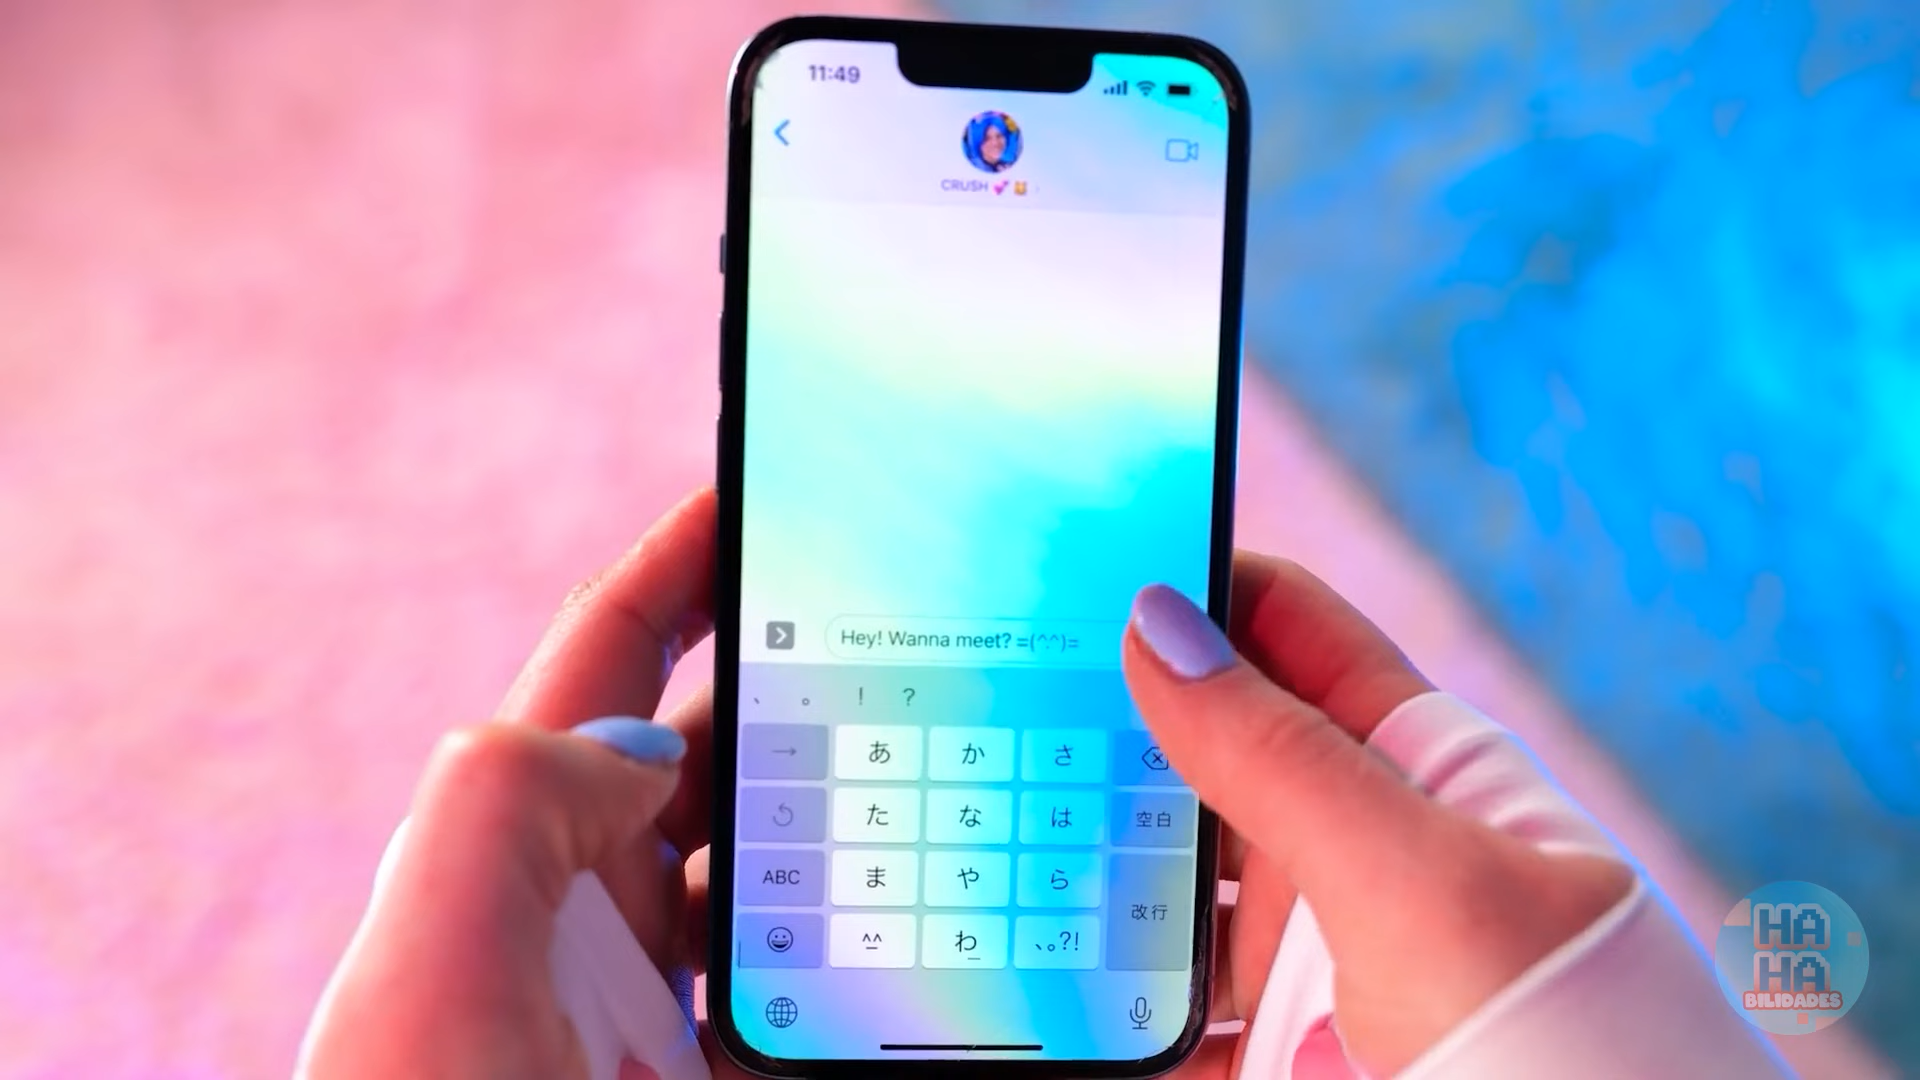 11:49
CRUSH 💕 🐱
Hey! Wanna meet? =(^.^)=
、 。 ! ?
→ あ か さ
た な は 空白
ABC ま や ら
改行
^^ わ 、。?!
HA
HA
BILIDADES